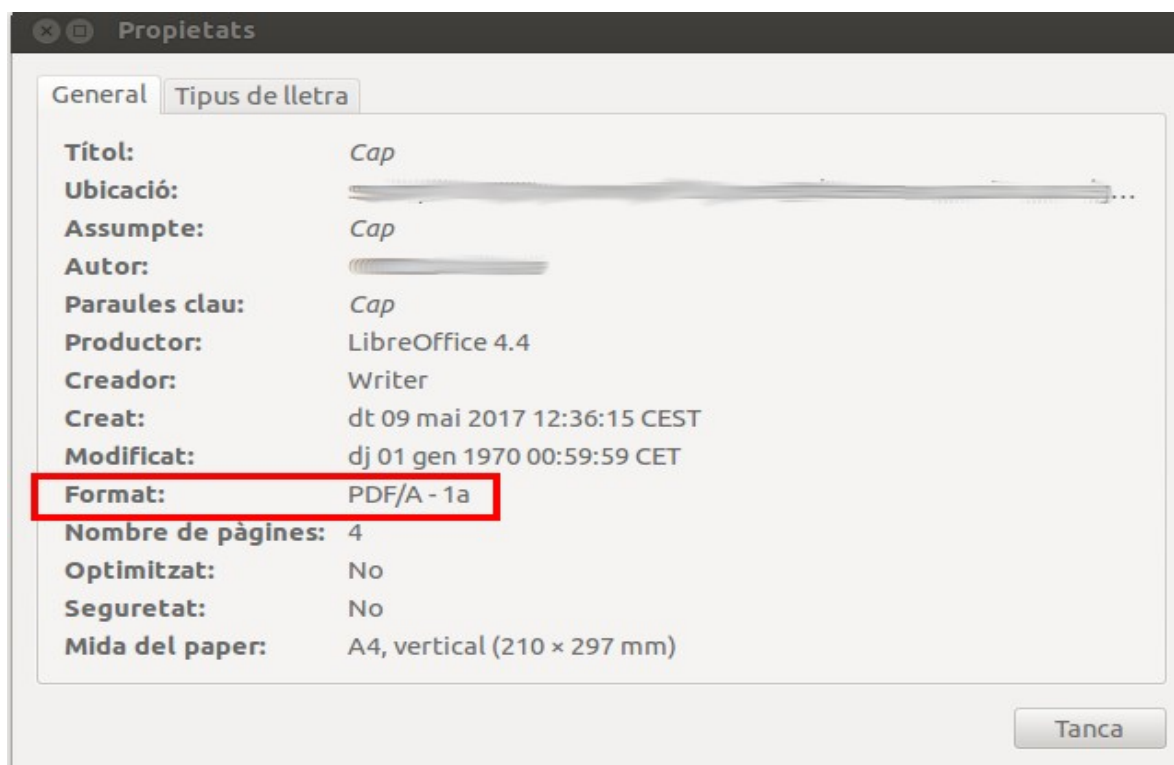 Propietats
General Tipus de lletra
Títol: Cap
Ubicació: ...
Assumpte: Cap
Autor:
Paraules clau: Cap
Productor: LibreOffice 4.4
Creador: Writer
Creat: dt 09 mai 2017 12:36:15 CEST
Modificat: dj 01 gen 1970 00:59:59 CET
Format: PDF/A - 1a
Nombre de pàgines: 4
Optimitzat: No
Seguretat: No
Mida del paper: A4, vertical (210 × 297 mm)
Tanca